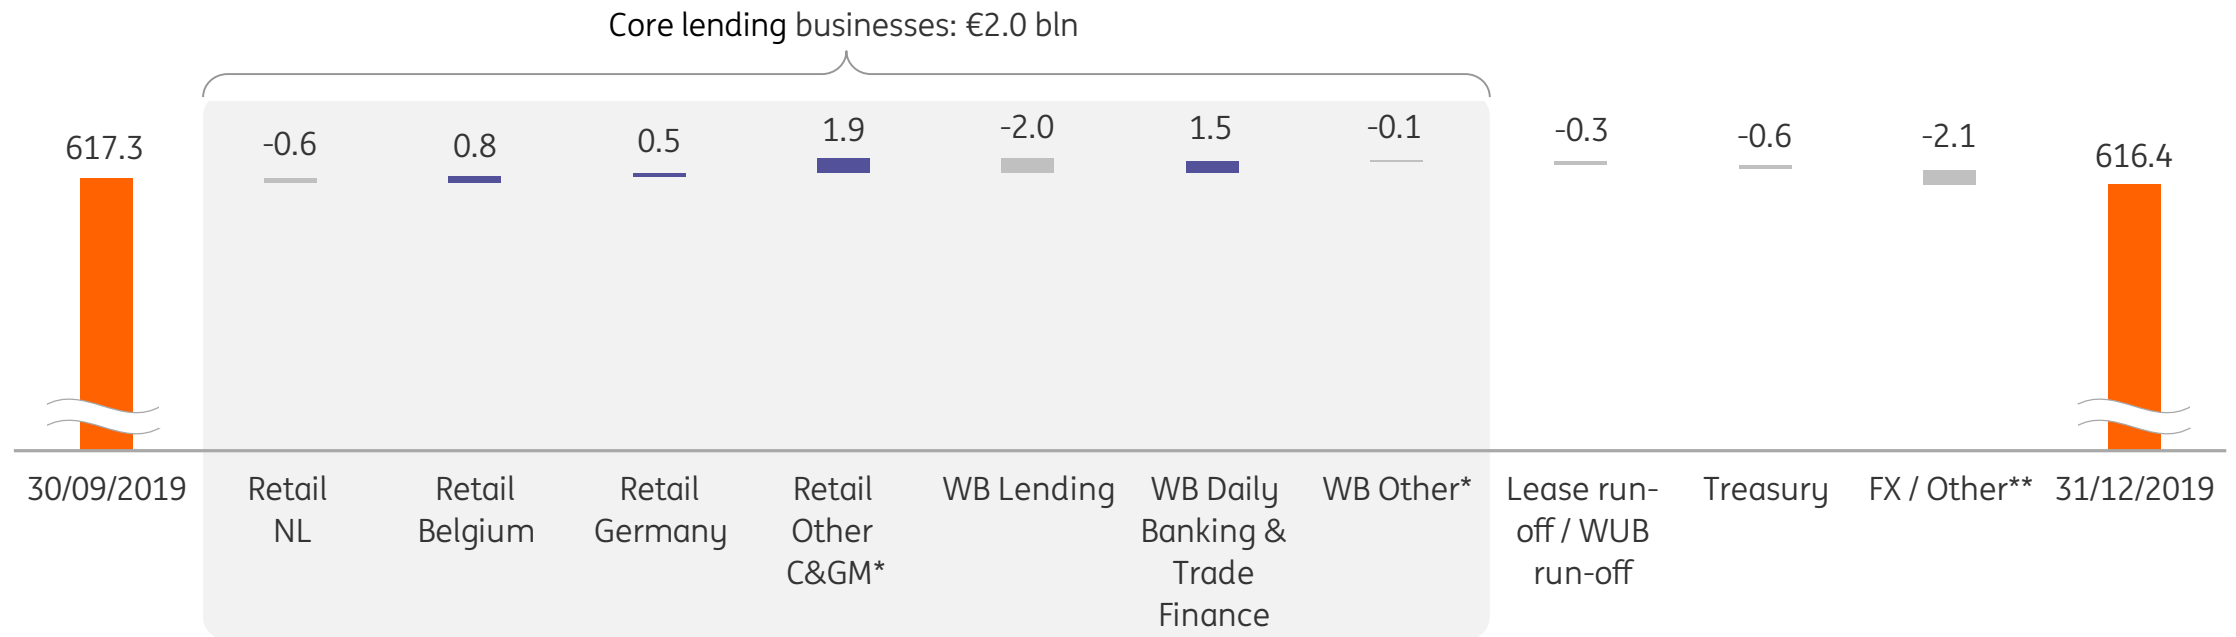 Core lending businesses: €2.0 bln
617.3
-0.6
0.8
0.5
1.9
-2.0
1.5
-0.1
-0.3
-0.6
-2.1
616.4
30/09/2019
Retail
NL
Retail
Belgium
Retail
Germany
Retail
Other
C&GM*
WB Lending
WB Daily
Banking &
Trade
Finance
WB Other*
Lease run-
off / WUB
run-off
Treasury
FX / Other**
31/12/2019